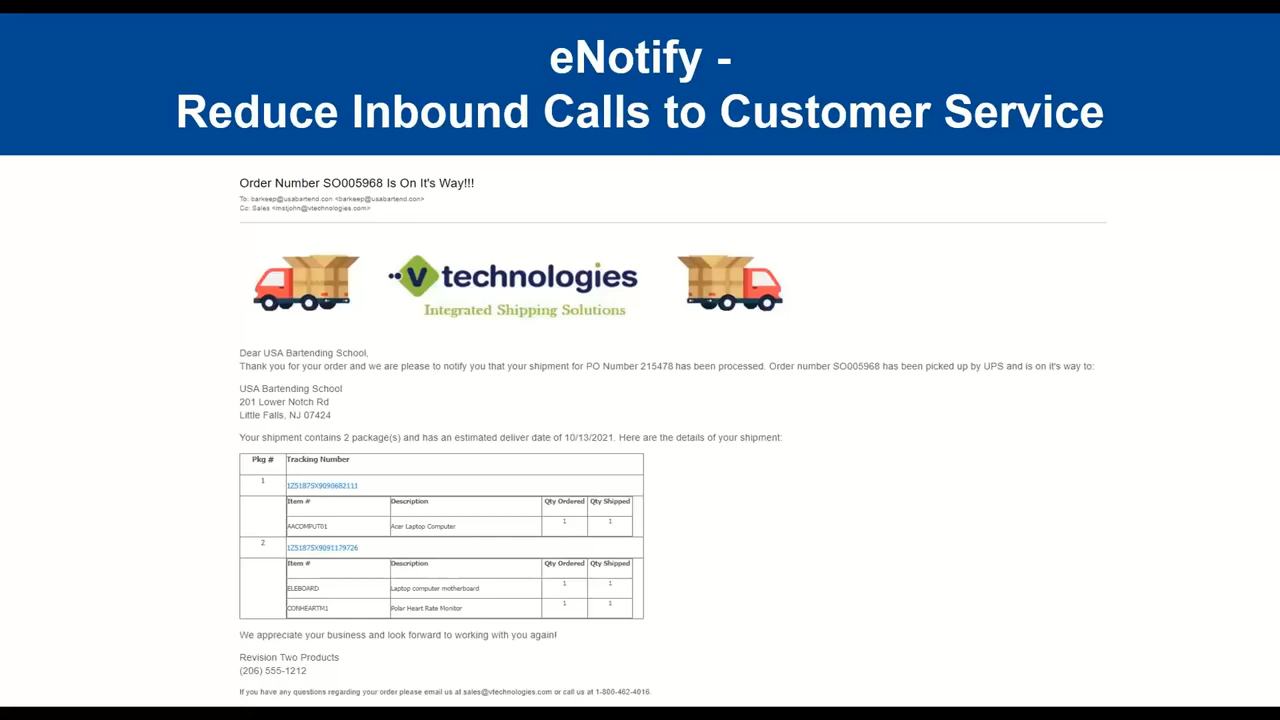 eNotify -
Reduce Inbound Calls to Customer Service
Order Number SO005968 Is On It's Way!!!
To: barkeep@usabartend.con <barkeep@usabartend.con>
Cc: Sales <mstjohn@vtechnologies.com>
V technologies
Integrated Shipping Solutions
Dear USA Bartending School,
Thank you for your order and we are please to notify you that your shipment for PO Number 215478 has been processed. Order number SO005968 has been picked up by UPS and is on it's way to:
USA Bartending School
201 Lower Notch Rd
Little Falls, NJ 07424
Your shipment contains 2 package(s) and has an estimated deliver date of 10/13/2021. Here are the details of your shipment:
Pkg # Tracking Number
1 1Z5187SX9090682111
Item # Description Qty Ordered Qty Shipped
AACOMPUT01 Acer Laptop Computer 1 1
2 1Z5187SX9091179726
Item # Description Qty Ordered Qty Shipped
ELEBOARD Laptop computer motherboard 1 1
CONHEARTM1 Polar Heart Rate Monitor 1 1
We appreciate your business and look forward to working with you again!
Revision Two Products
(206) 555-1212
If you have any questions regarding your order please email us at sales@vtechnologies.com or call us at 1-800-462-4016.